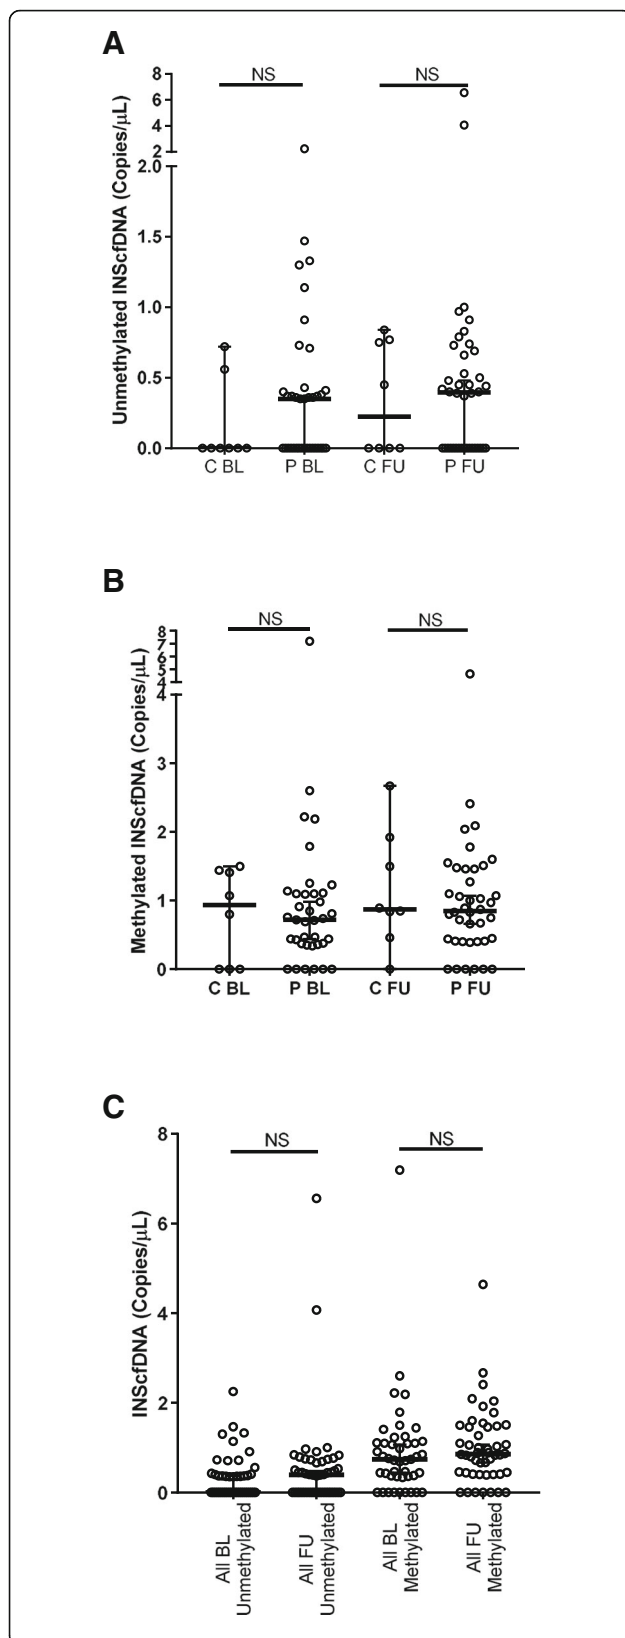 A
Unmethylated INScfDNA (Copies/μL)
8
6
4
2
2.0
1.5
1.0
0.5
0.0
NS
NS
C BL
P BL
C FU
P FU
B
Methylated INScfDNA (Copies/μL)
8
7
6
5
4
4
3
2
1
0
NS
NS
C BL
P BL
C FU
P FU
C
INScfDNA (Copies/μL)
8
6
4
2
0
NS
NS
All BL
Unmethylated
All FU
Unmethylated
All BL
Methylated
All FU
Methylated